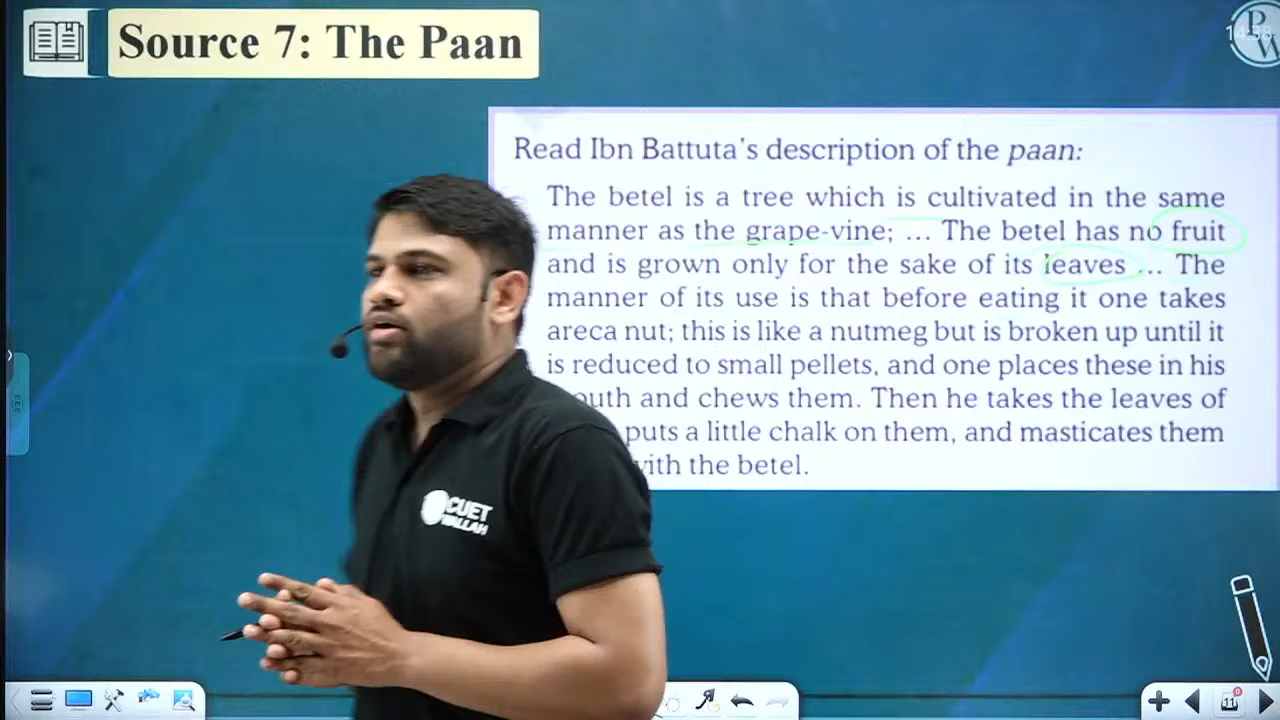 Source 7: The Paan
PW
Read Ibn Battuta's description of the paan:
The betel is a tree which is cultivated in the same
manner as the grape-vine; ... The betel has no fruit
and is grown only for the sake of its leaves ... The
manner of its use is that before eating it one takes
areca nut; this is like a nutmeg but is broken up until it
is reduced to small pellets, and one places these in his
outh and chews them. Then he takes the leaves of
puts a little chalk on them, and masticates them
with the betel.
CUET
WALLAH
11